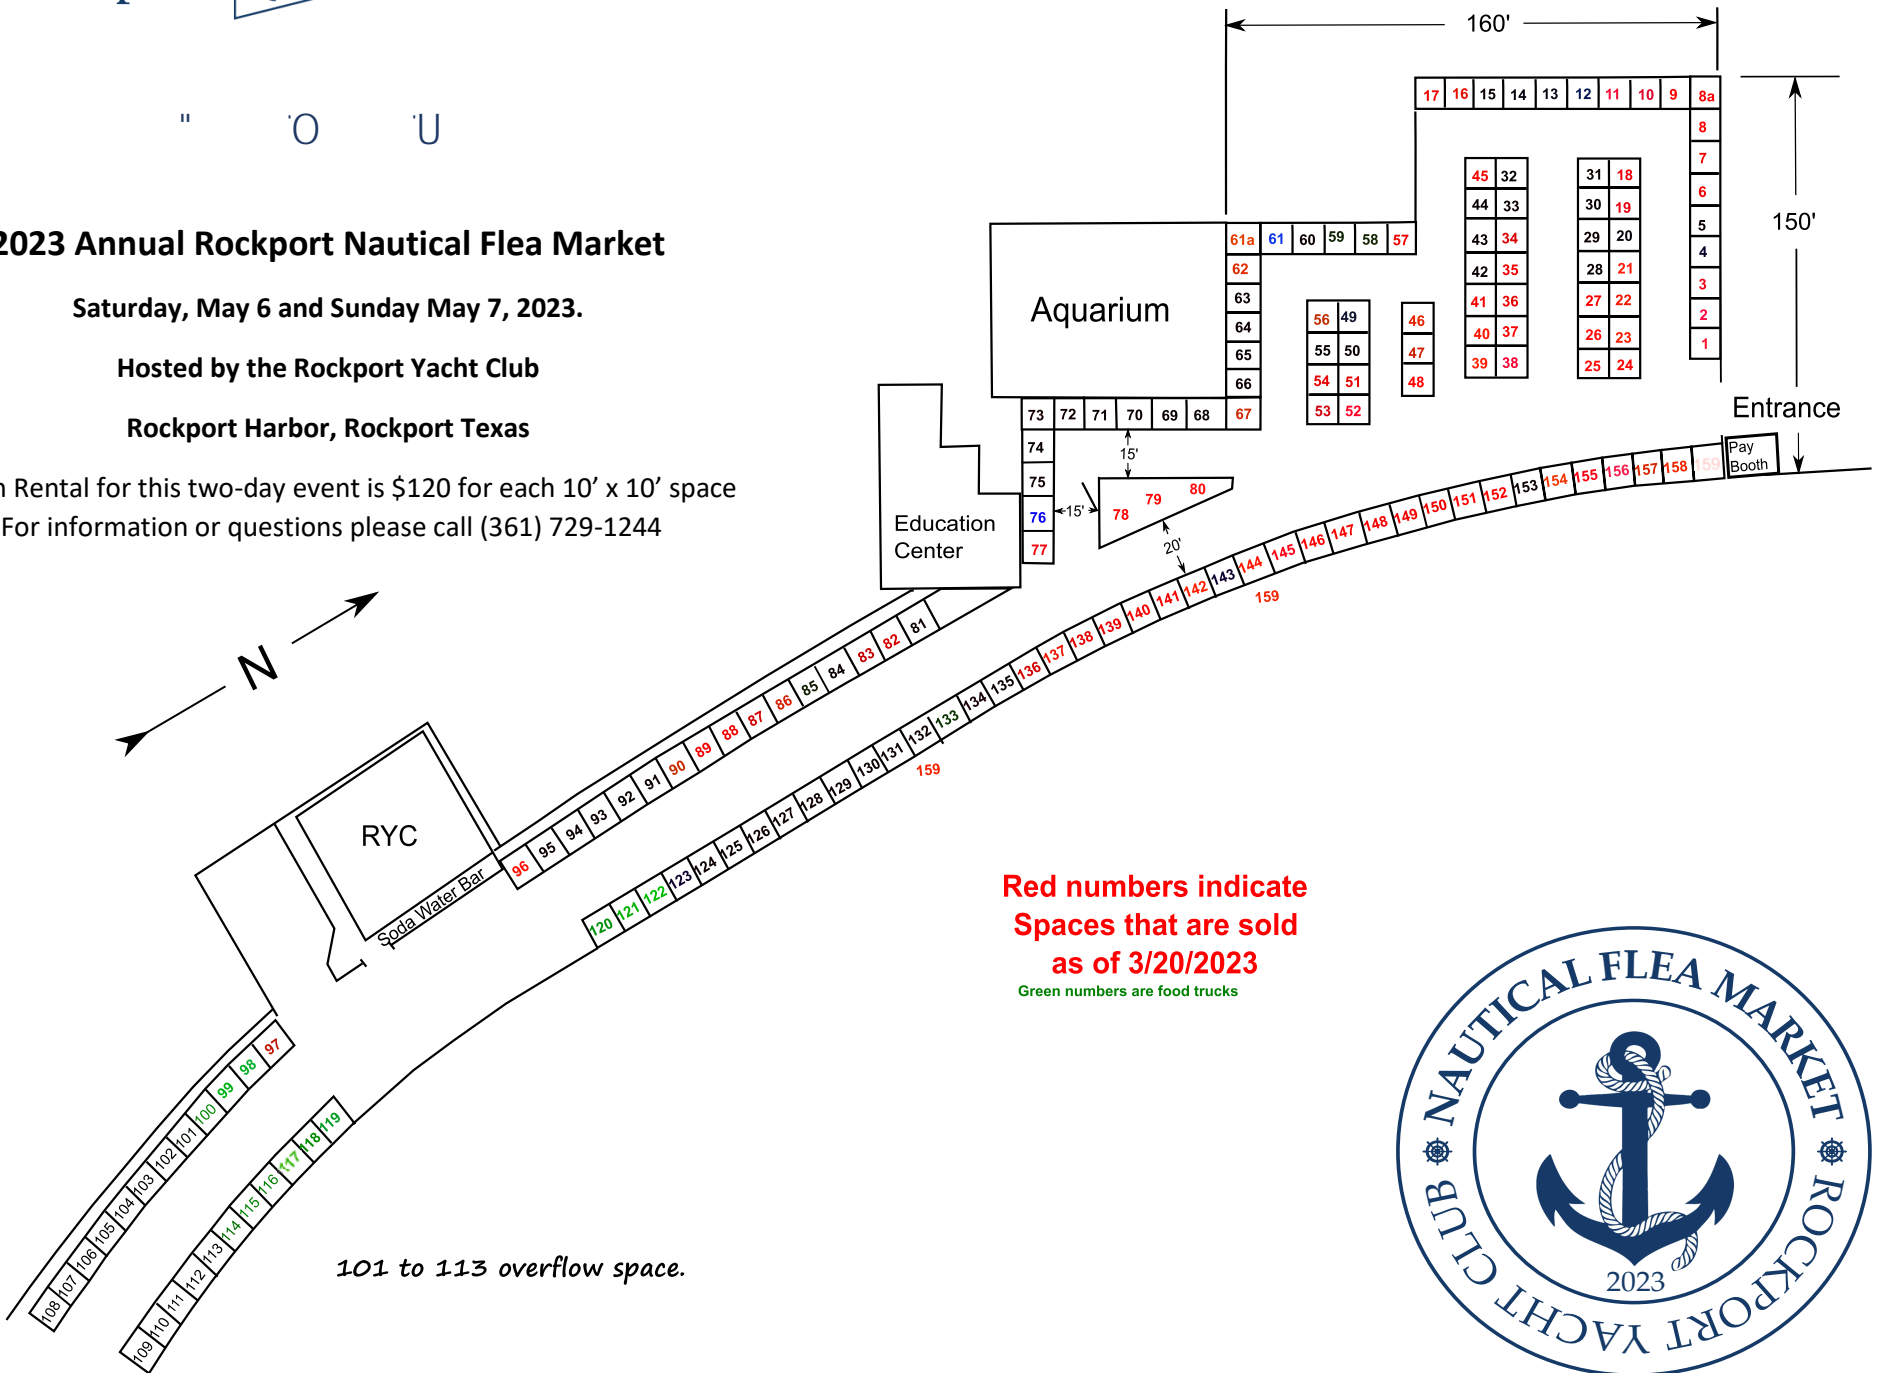 " 'O 'U
2023 Annual Rockport Nautical Flea Market
Saturday, May 6 and Sunday May 7, 2023.
Hosted by the Rockport Yacht Club
Rockport Harbor, Rockport Texas
Rental for this two-day event is $120 for each 10’ x 10’ space
For information or questions please call (361) 729-1244
160'
17 16 15 14 13 12 11 10 9 8a
8
7
6
5
4
3
2
1
150'
45 32
44 33
43 34
42 35
41 36
40 37
39 38
31 18
30 19
29 20
28 21
27 22
26 23
25 24
61a 61 60 59 58 57
62
63
64
65
66
67
Aquarium
56 49
55 50
54 51
53 52
46
47
48
73 72 71 70 69 68
74
75
76
77
15'
15'
78 79 80
20'
Education
Center
Entrance
Pay
Booth
159 158 157 156 155 154 153 152 151 150 149 148 147 146 145 144 143 142 141 140 139 138 137 136 135 134 133 132 131 130 129 128 127 126 125 124 123 122 121 120
159
159
N
81 82 83 84 85 86 87 88 89 90 91 92 93 94 95 96
RYC
Soda Water Bar
97 98 99 100 101 102 103 104 105 106 107 108
119 118 117 116 115 114 113 112 111 110 109
101 to 113 overflow space.
Red numbers indicate
Spaces that are sold
as of 3/20/2023
Green numbers are food trucks
NAUTICAL FLEA MARKET
ROCKPORT YACHT CLUB
2023